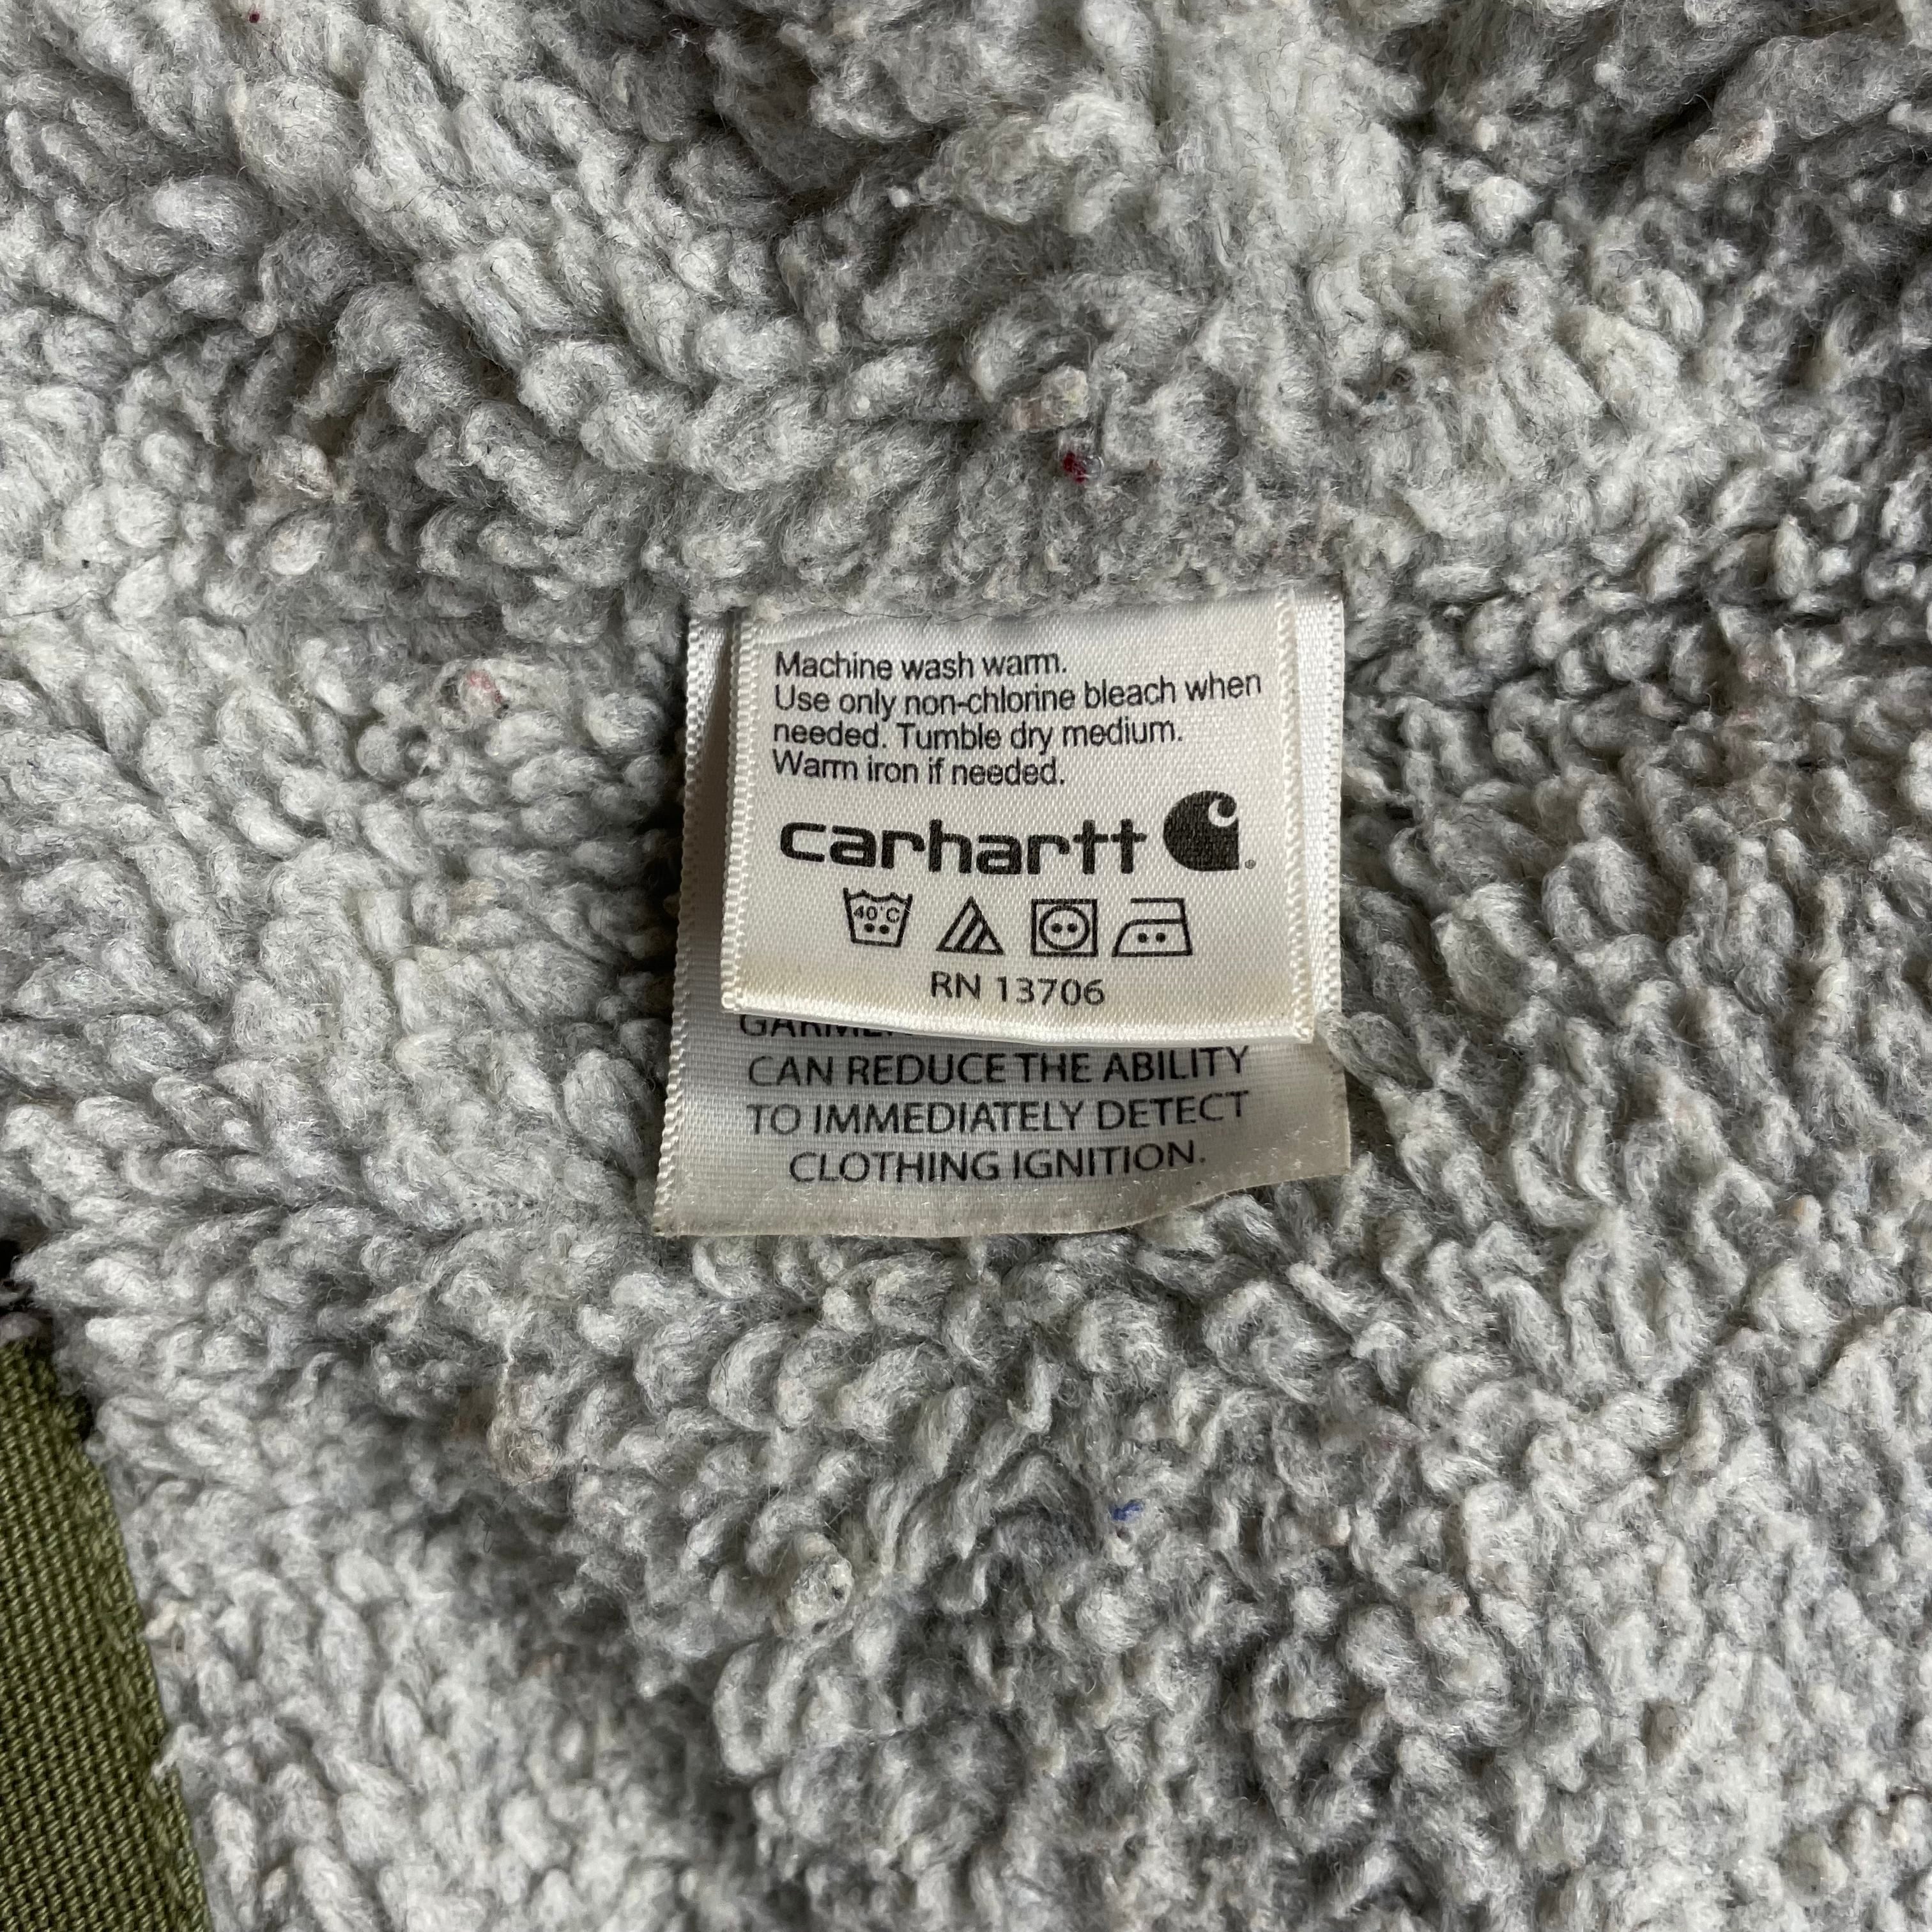 Machine wash warm.
Use only non-chlorine bleach when
needed. Tumble dry medium.
Warm iron if needed.
carhartt
40°C
RN 13706
CAN REDUCE THE ABILITY
TO IMMEDIATELY DETECT
CLOTHING IGNITION.